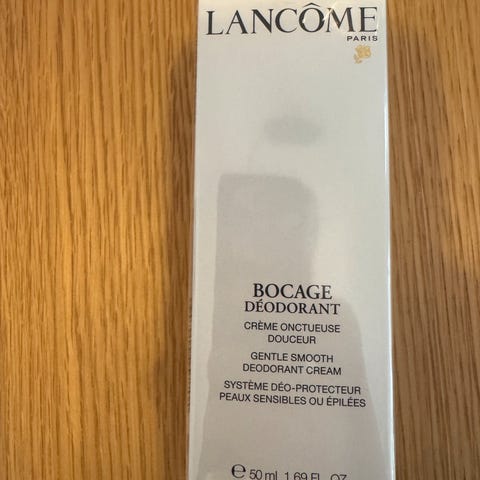 LANCÔME
PARIS
BOCAGE
DÉODORANT
CRÈME ONCTUEUSE
DOUCEUR
GENTLE SMOOTH
DEODORANT CREAM
SYSTÈME DÉO-PROTECTEUR
PEAUX SENSIBLES OU ÉPILÉES
℮ 50 ml 1.69 FL. OZ.